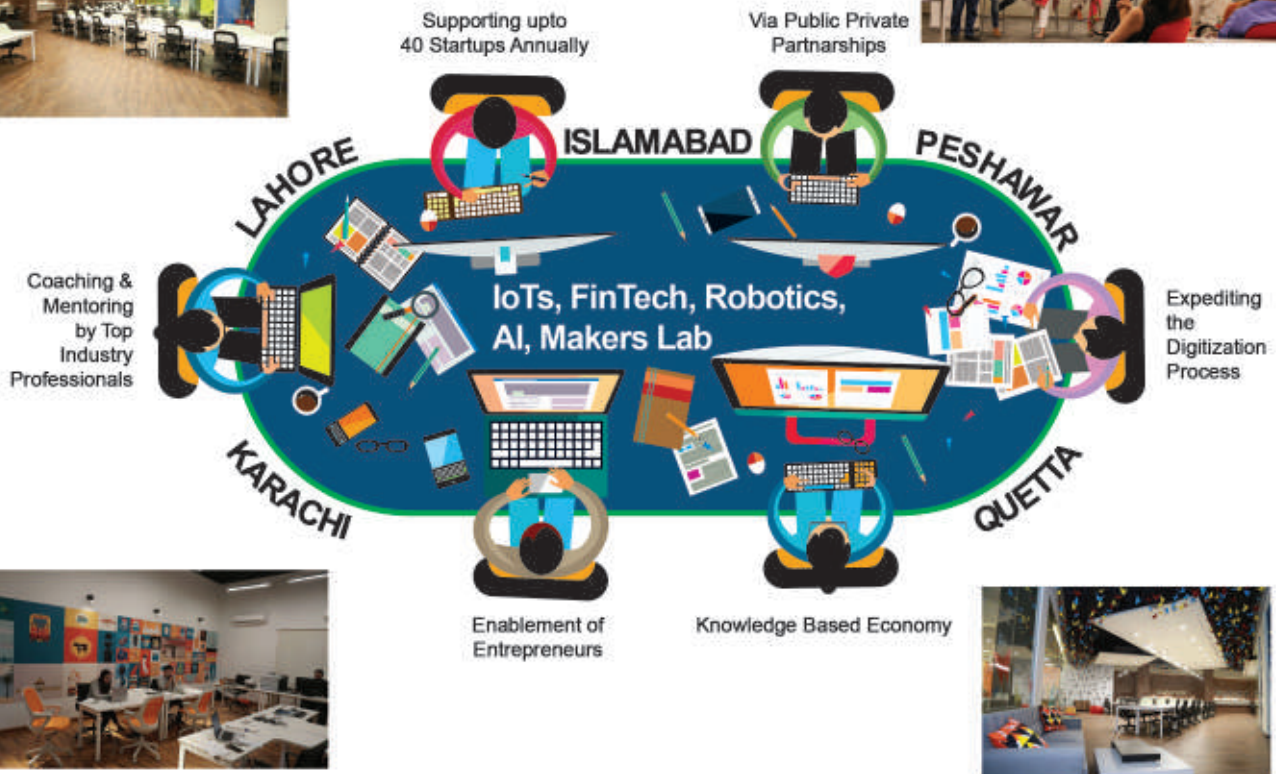 Supporting upto
40 Startups Annually
Via Public Private
Partnarships
LAHORE
ISLAMABAD
PESHAWAR
Coaching &
Mentoring
by Top
Industry
Professionals
IoTs, FinTech, Robotics,
AI, Makers Lab
Expediting
the
Digitization
Process
KARACHI
QUETTA
Enablement of
Entrepreneurs
Knowledge Based Economy